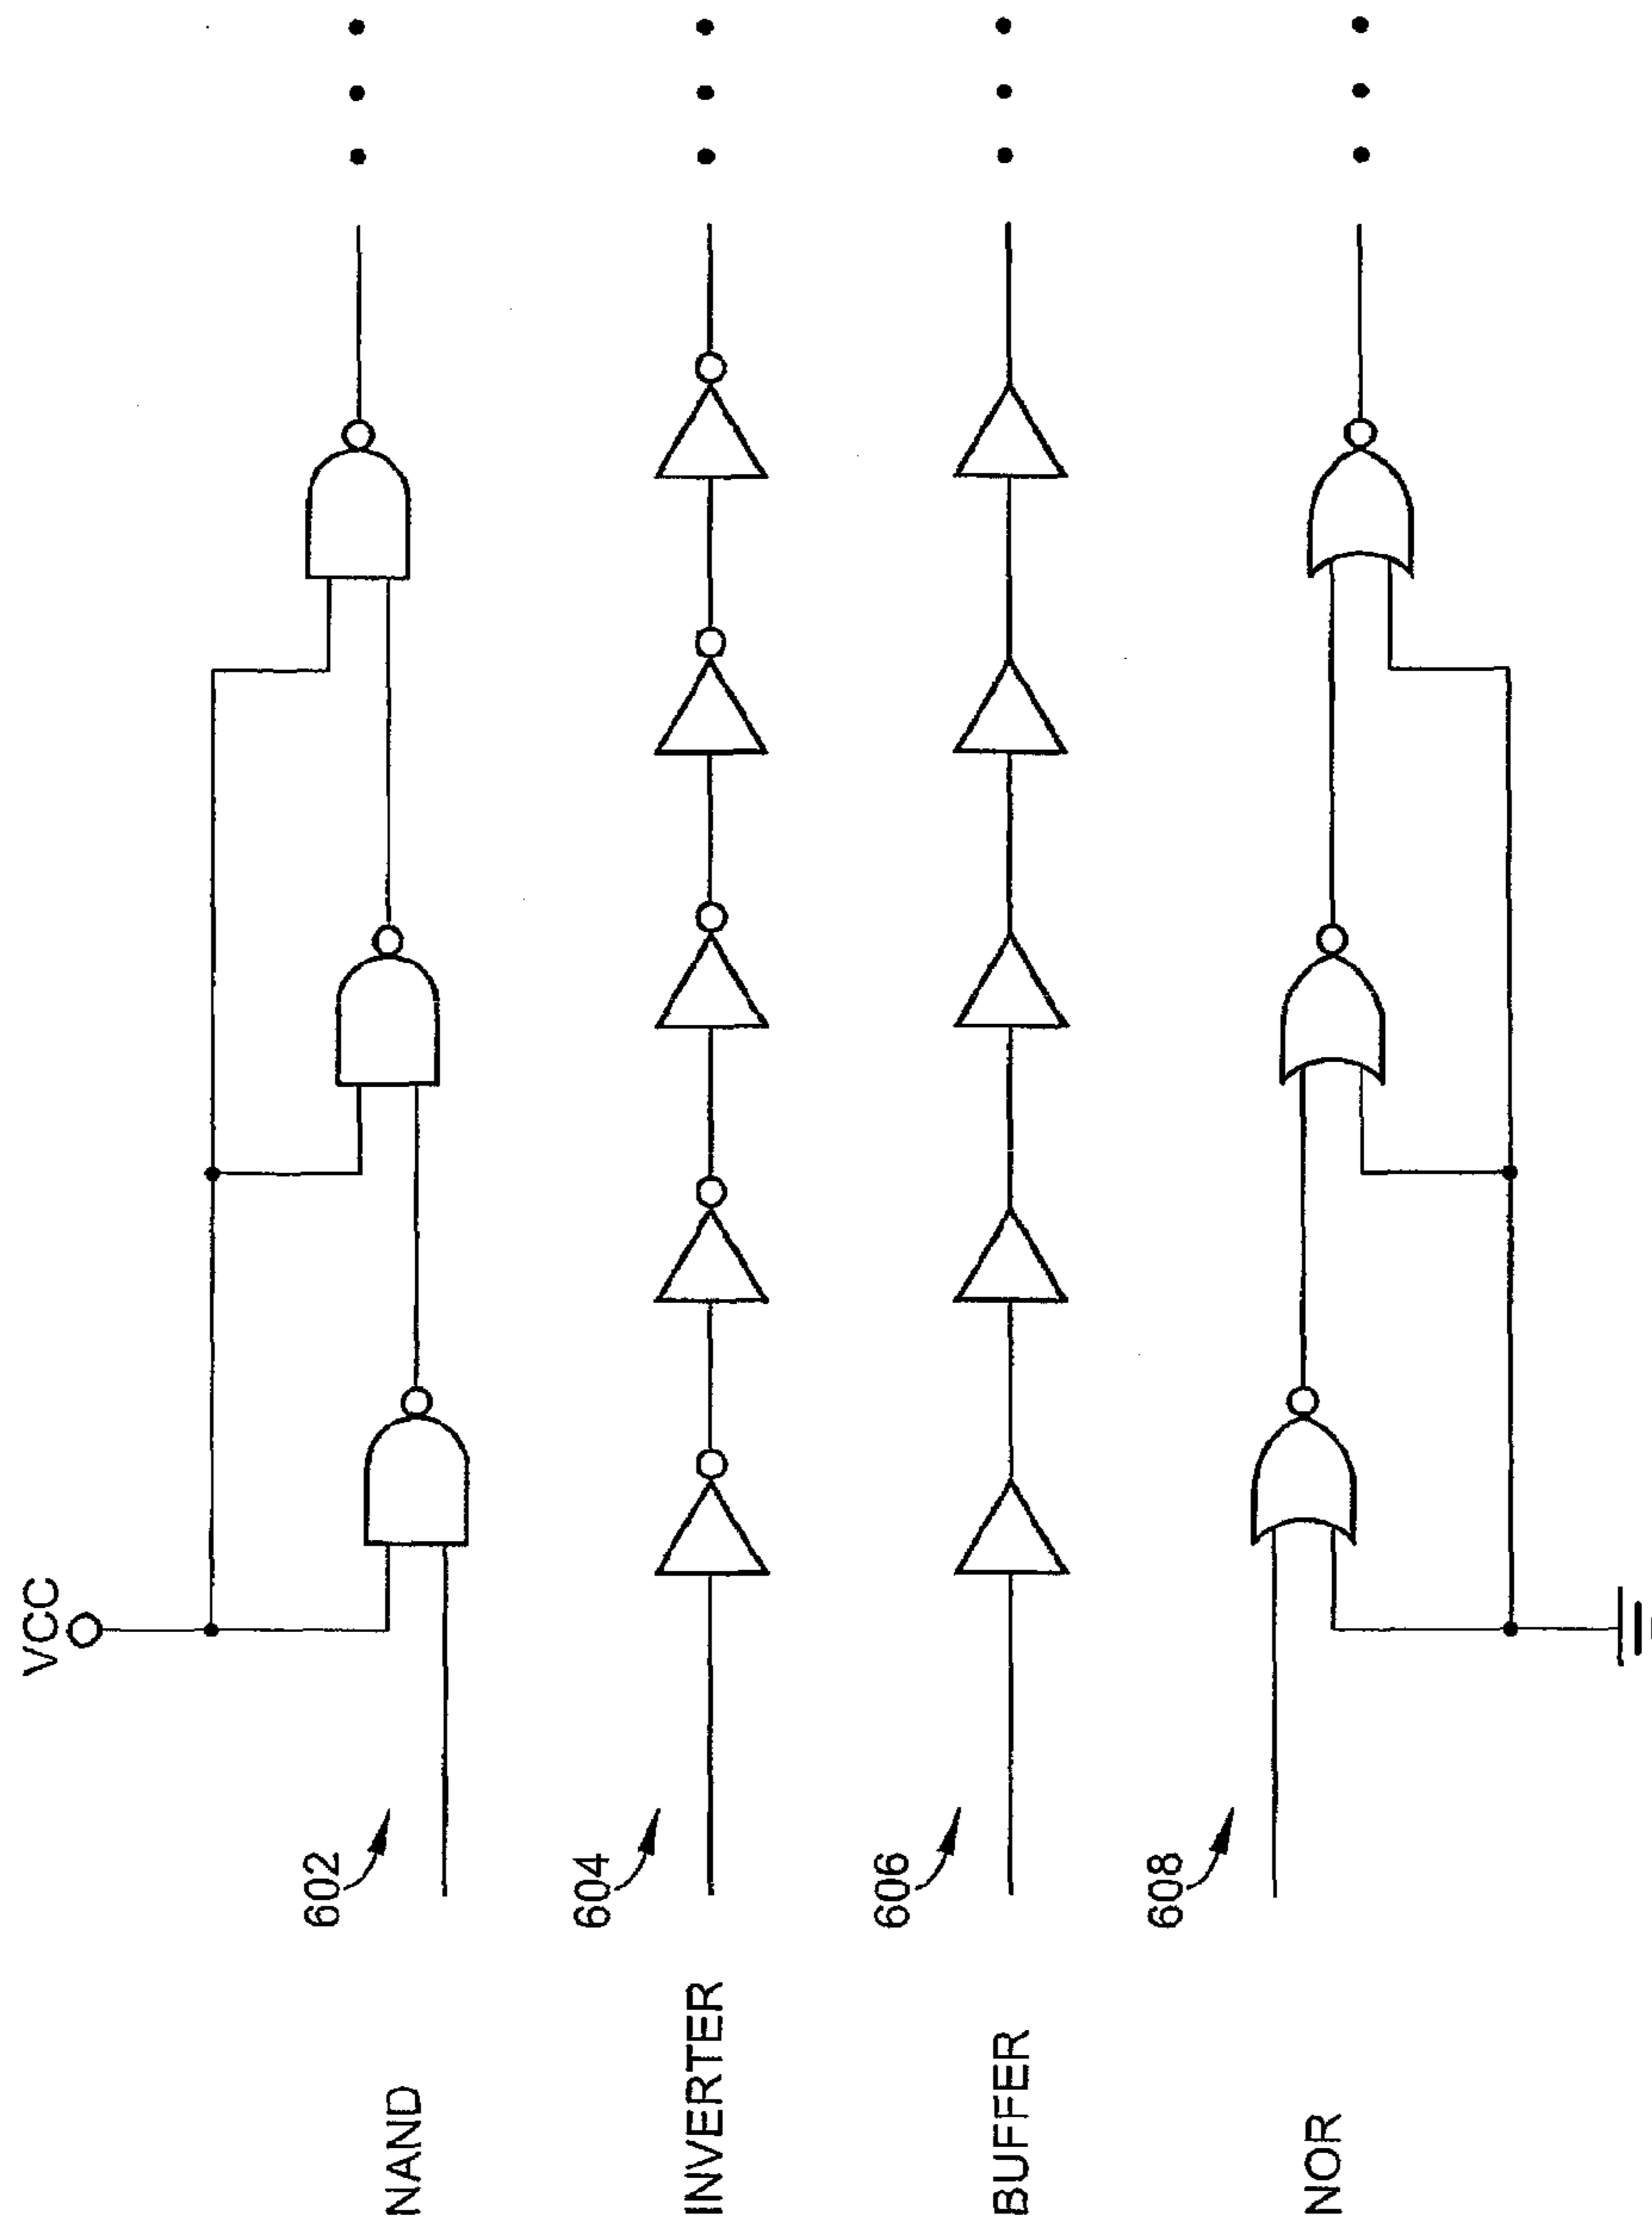 VCC
602
NAND
604
INVERTER
606
BUFFER
608
NOR